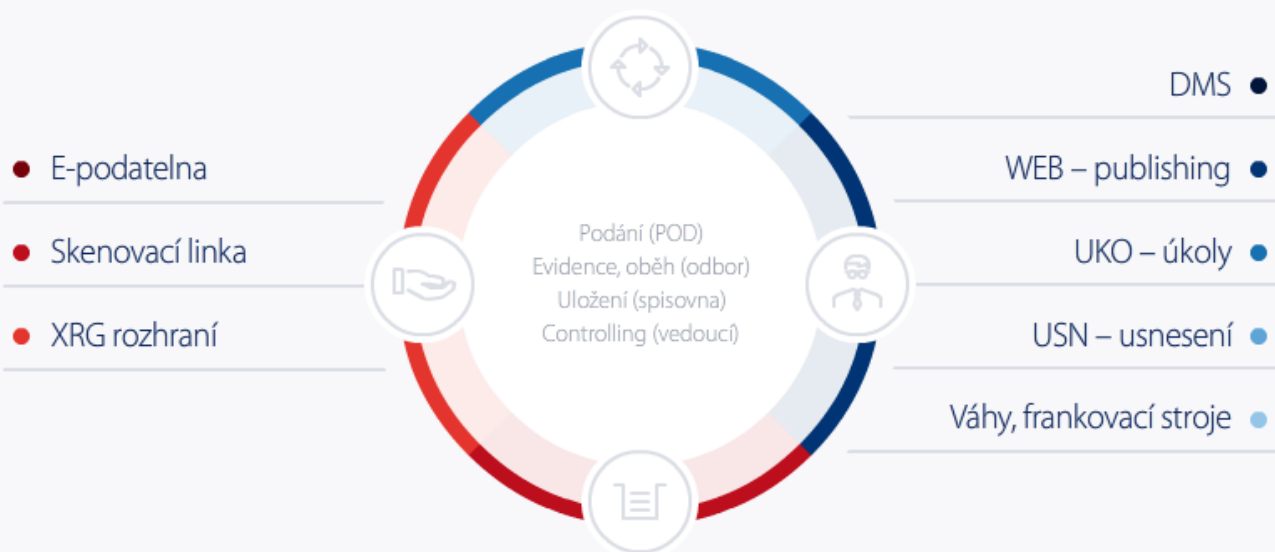 E-podatelna
Skenovací linka
XRG rozhraní
Podání (POD)
Evidence, oběh (odbor)
Uložení (spisovna)
Controlling (vedoucí)
DMS
WEB – publishing
UKO – úkoly
USN – usnesení
Váhy, frankovací stroje